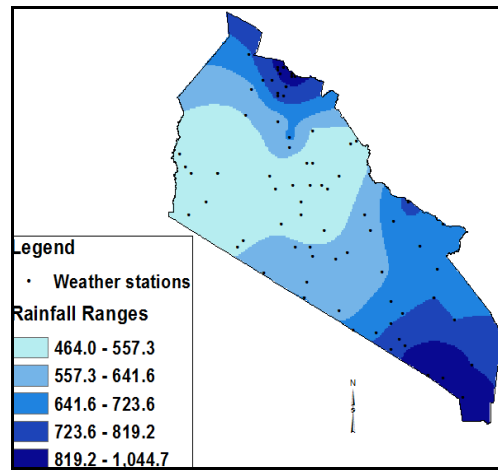 Legend
Weather stations
Rainfall Ranges
464.0 - 557.3
557.3 - 641.6
641.6 - 723.6
723.6 - 819.2
819.2 - 1,044.7
N